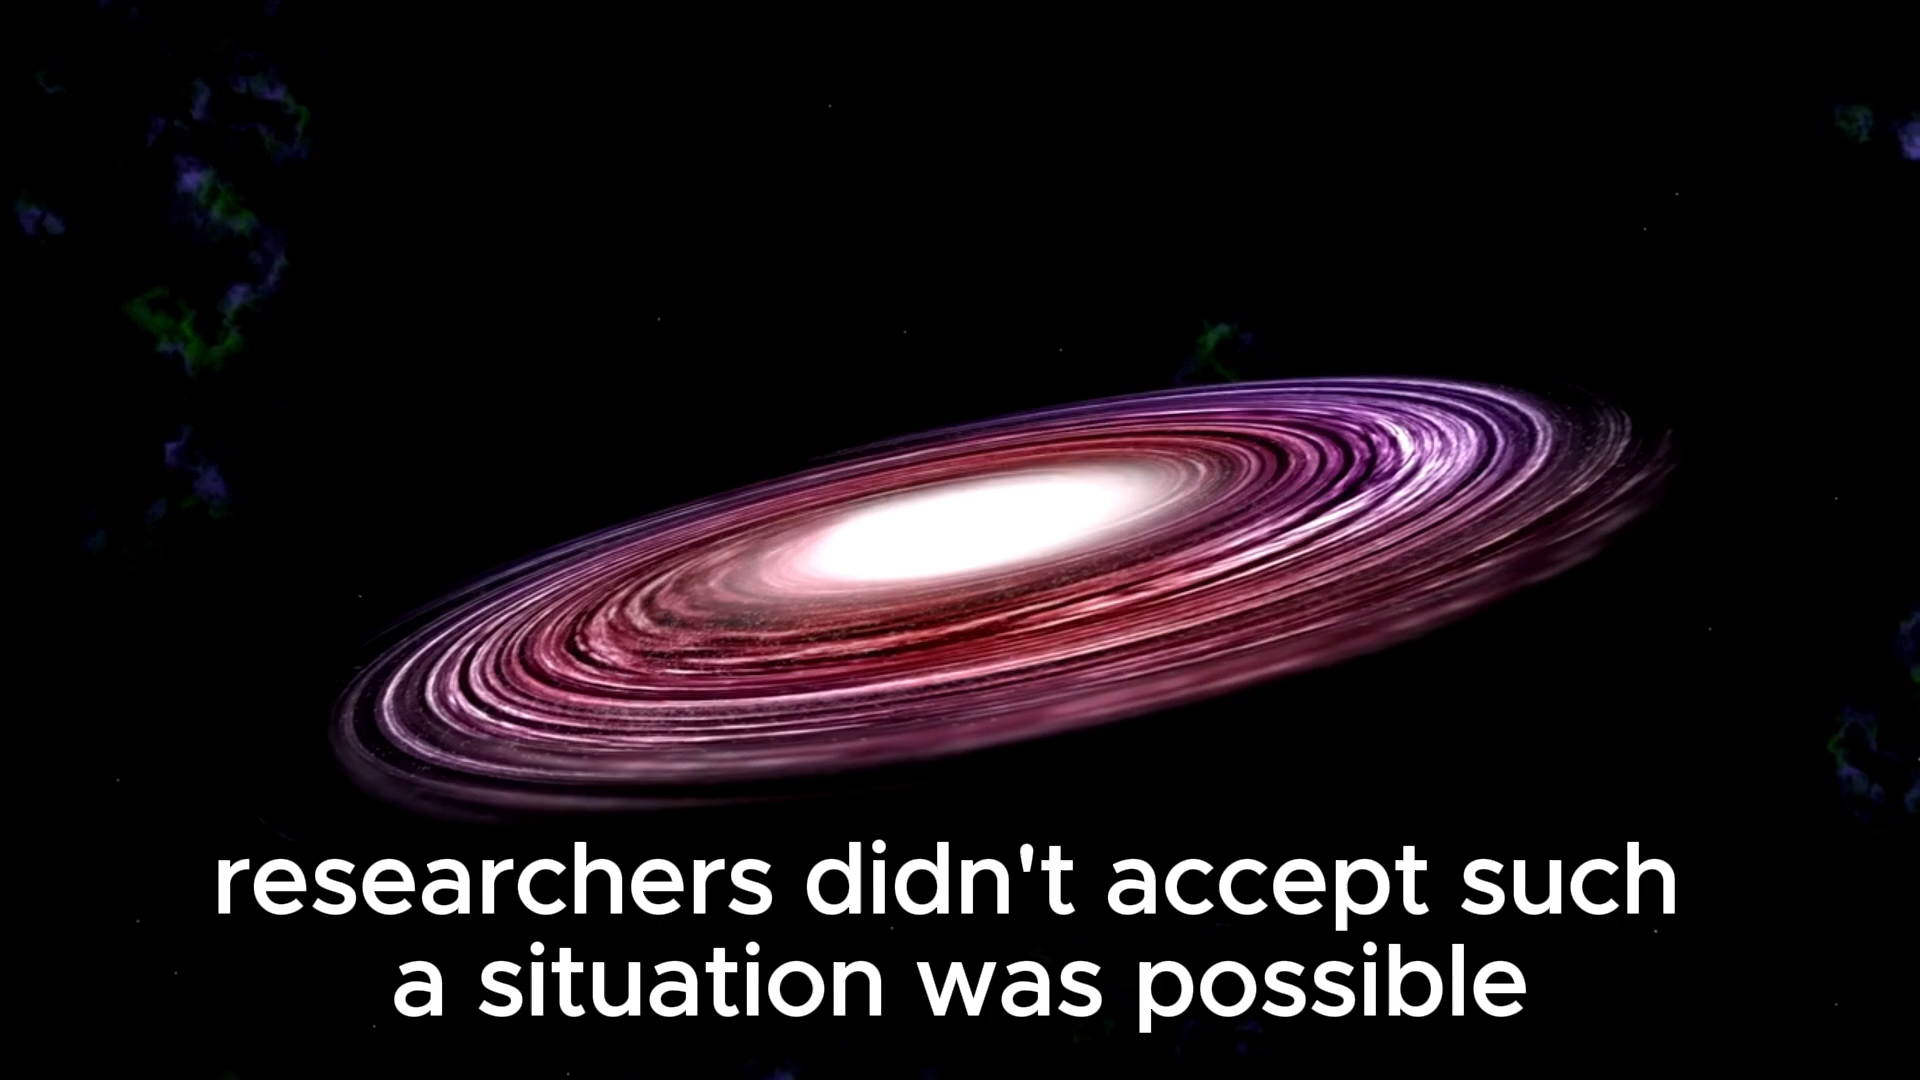 researchers didn't accept such
a situation was possible